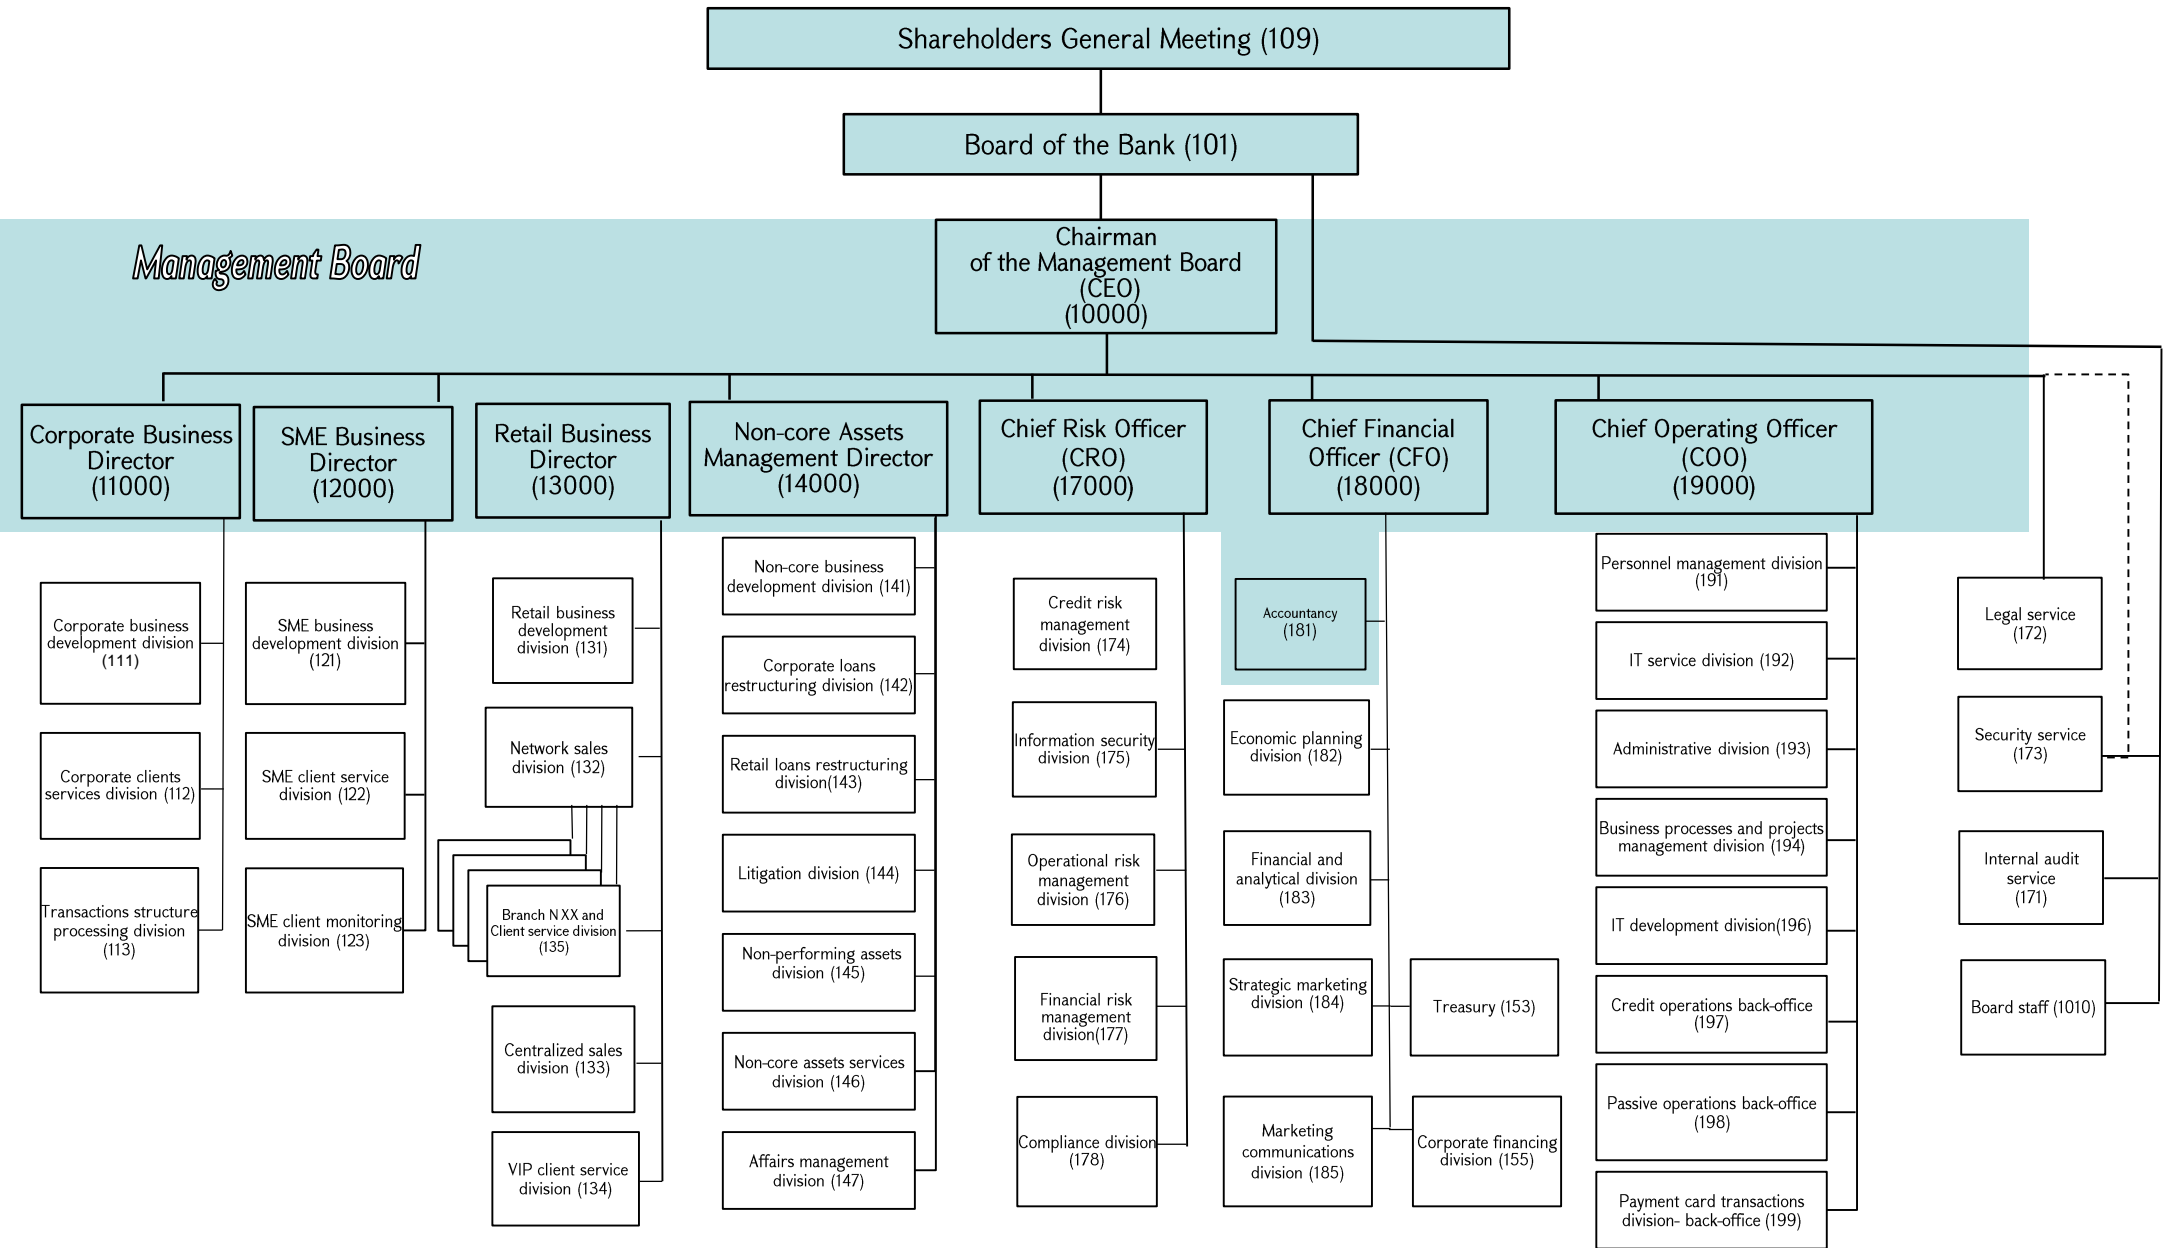 Shareholders General Meeting (109)
Board of the Bank (101)
Management Board
Chairman
of the Management Board
(CEO)
(10000)
Corporate Business
Director
(11000)
SME Business
Director
(12000)
Retail Business
Director
(13000)
Non-core Assets
Management Director
(14000)
Chief Risk Officer
(CRO)
(17000)
Chief Financial
Officer (CFO)
(18000)
Chief Operating Officer
(COO)
(19000)
Corporate business
development division
(111)
Corporate clients
services division (112)
Transactions structure
processing division
(113)
SME business
development division
(121)
SME client service
division (122)
SME client monitoring
division (123)
Retail business
development
division (131)
Network sales
division (132)
Branch N XX and
Client service division
(135)
Centralized sales
division (133)
VIP client service
division (134)
Non-core business
development division (141)
Corporate loans
restructuring division (142)
Retail loans restructuring
division(143)
Litigation division (144)
Non-performing assets
division (145)
Non-core assets services
division (146)
Affairs management
division (147)
Credit risk
management
division (174)
Information security
division (175)
Operational risk
management
division (176)
Financial risk
management
division(177)
Compliance division
(178)
Accountancy
(181)
Economic planning
division (182)
Financial and
analytical division
(183)
Strategic marketing
division (184)
Marketing
communications
division (185)
Treasury (153)
Corporate financing
division (155)
Personnel management division
(191)
IT service division (192)
Administrative division (193)
Business processes and projects
management division (194)
IT development division(196)
Credit operations back-office
(197)
Passive operations back-office
(198)
Payment card transactions
division- back-office (199)
Legal service
(172)
Security service
(173)
Internal audit
service
(171)
Board staff (1010)